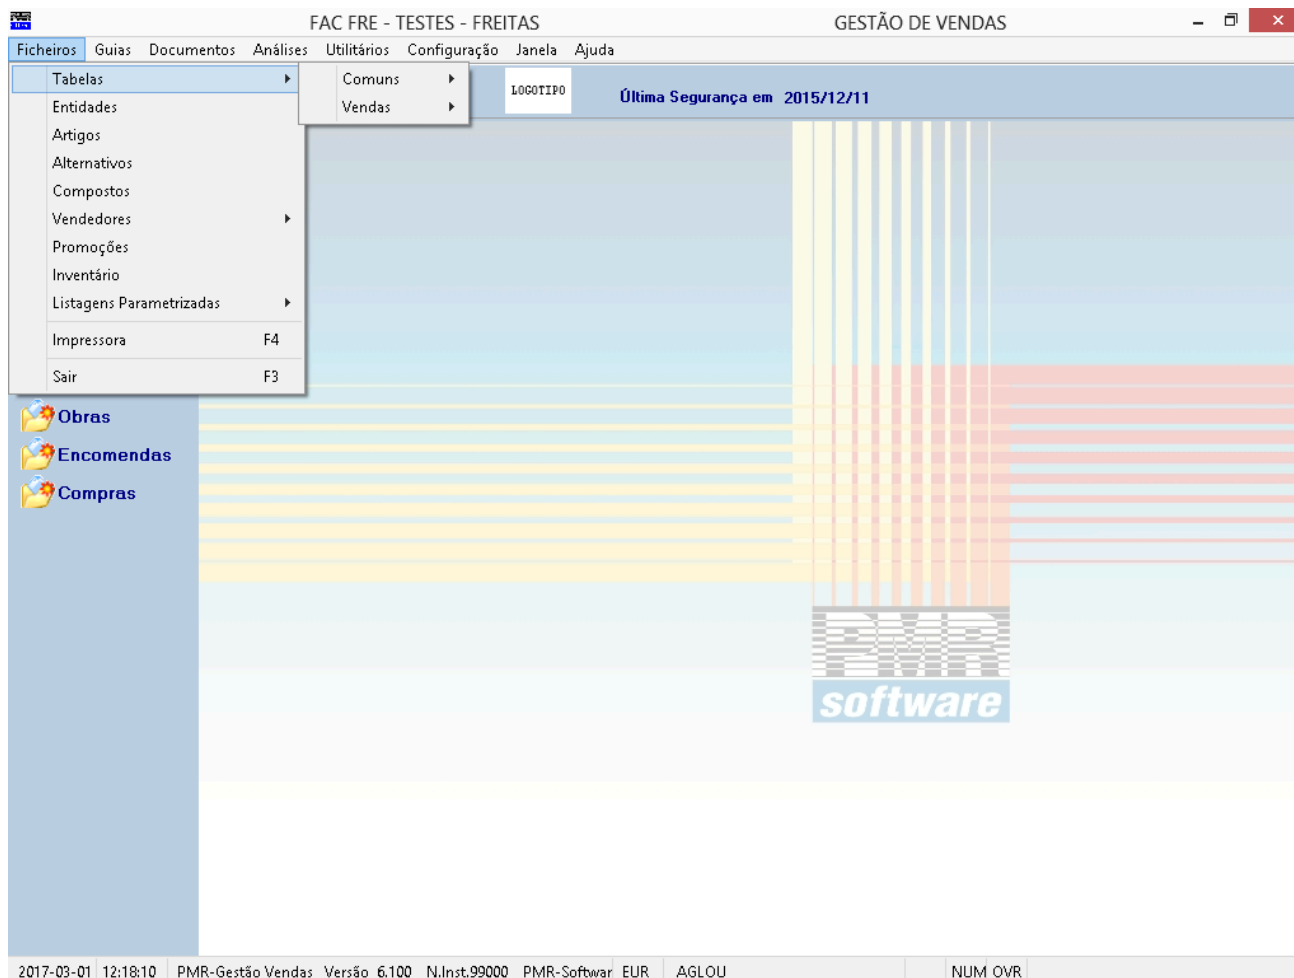 FAC FRE - TESTES - FREITAS GESTÃO DE VENDAS
Ficheiros Guias Documentos Análises Utilitários Configuração Janela Ajuda
Tabelas
Entidades
Artigos
Alternativos
Compostos
Vendedores
Promoções
Inventário
Listagens Parametrizadas
Impressora F4
Sair F3
Comuns
Vendas
LOGOTIPO
Última Segurança em 2015/12/11
Obras
Encomendas
Compras
PMR
software
2017-03-01 12:18:10 PMR-Gestão Vendas Versão 6.100 N.Inst.99000 PMR-Softwar EUR AGLOU NUM OVR